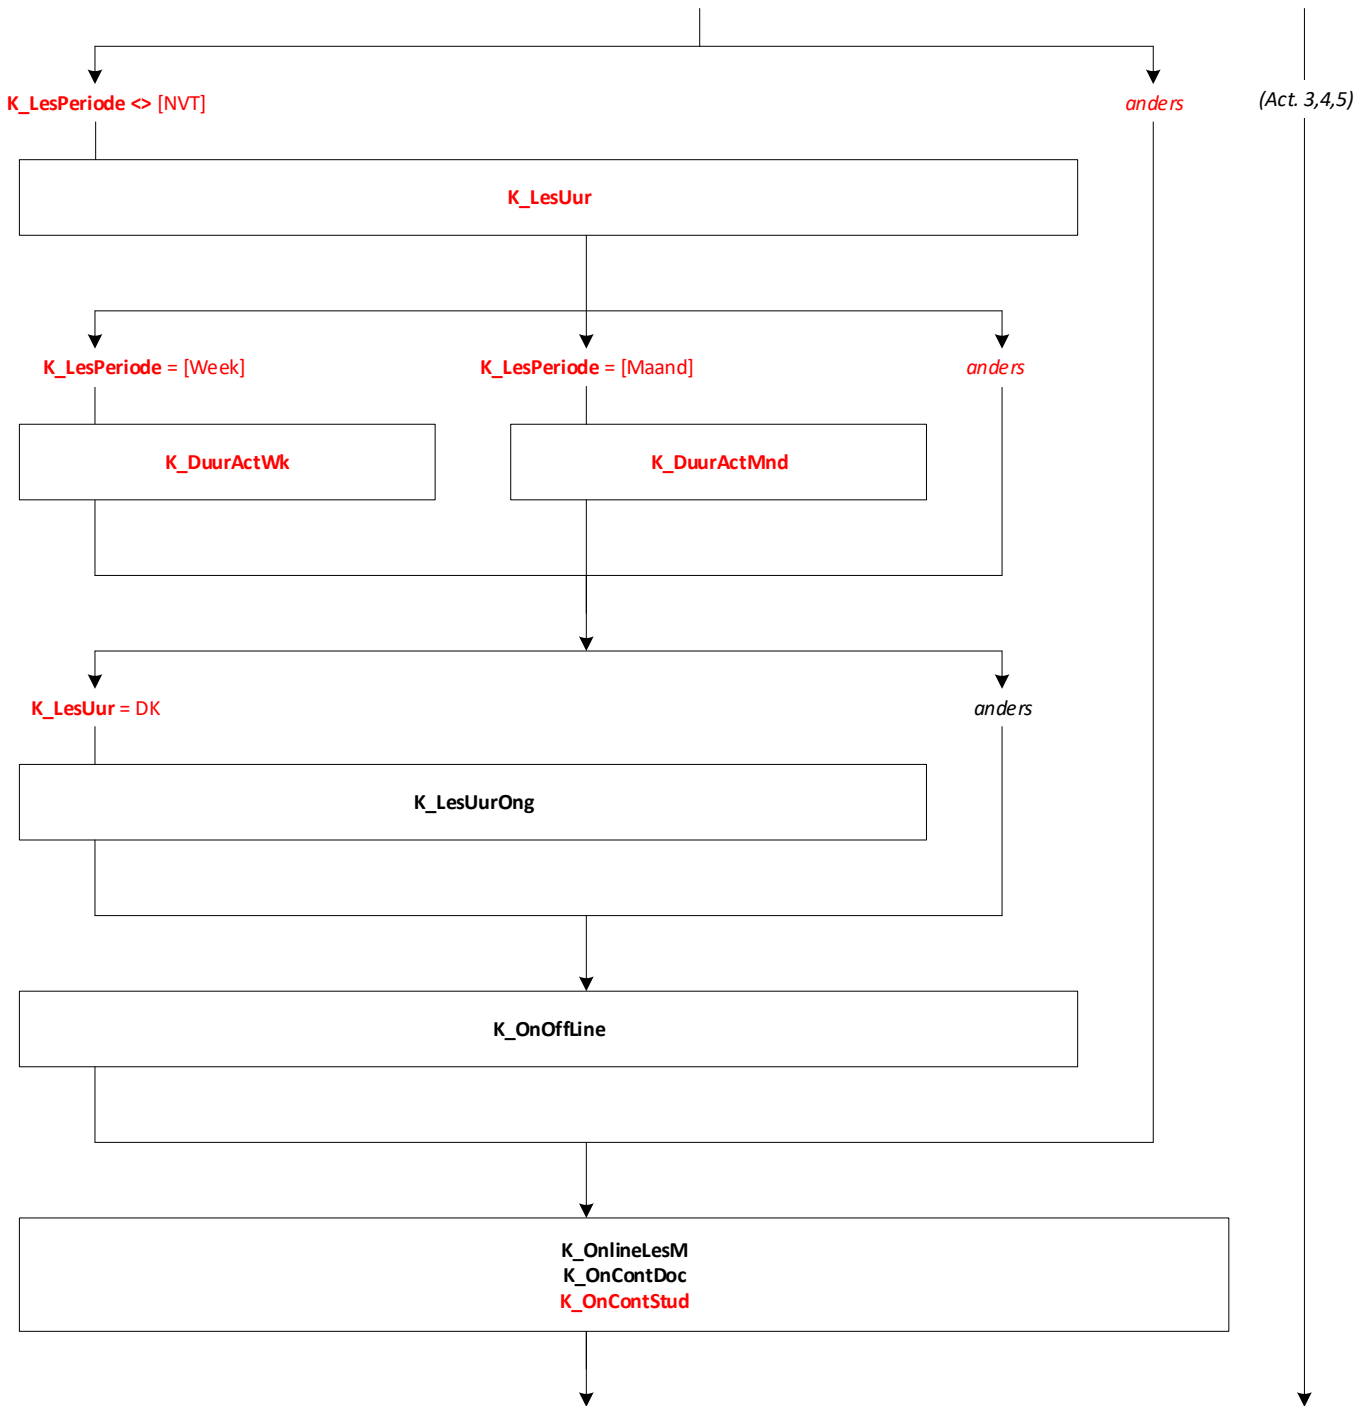 K_LesPeriode <> [NVT]
anders
(Act. 3,4,5)
K_LesUur
K_LesPeriode = [Week]
K_LesPeriode = [Maand]
anders
K_DuurActWk
K_DuurActMnd
K_LesUur = DK
anders
K_LesUurOng
K_OnOffLine
K_OnlineLesM
K_OnContDoc
K_OnContStud